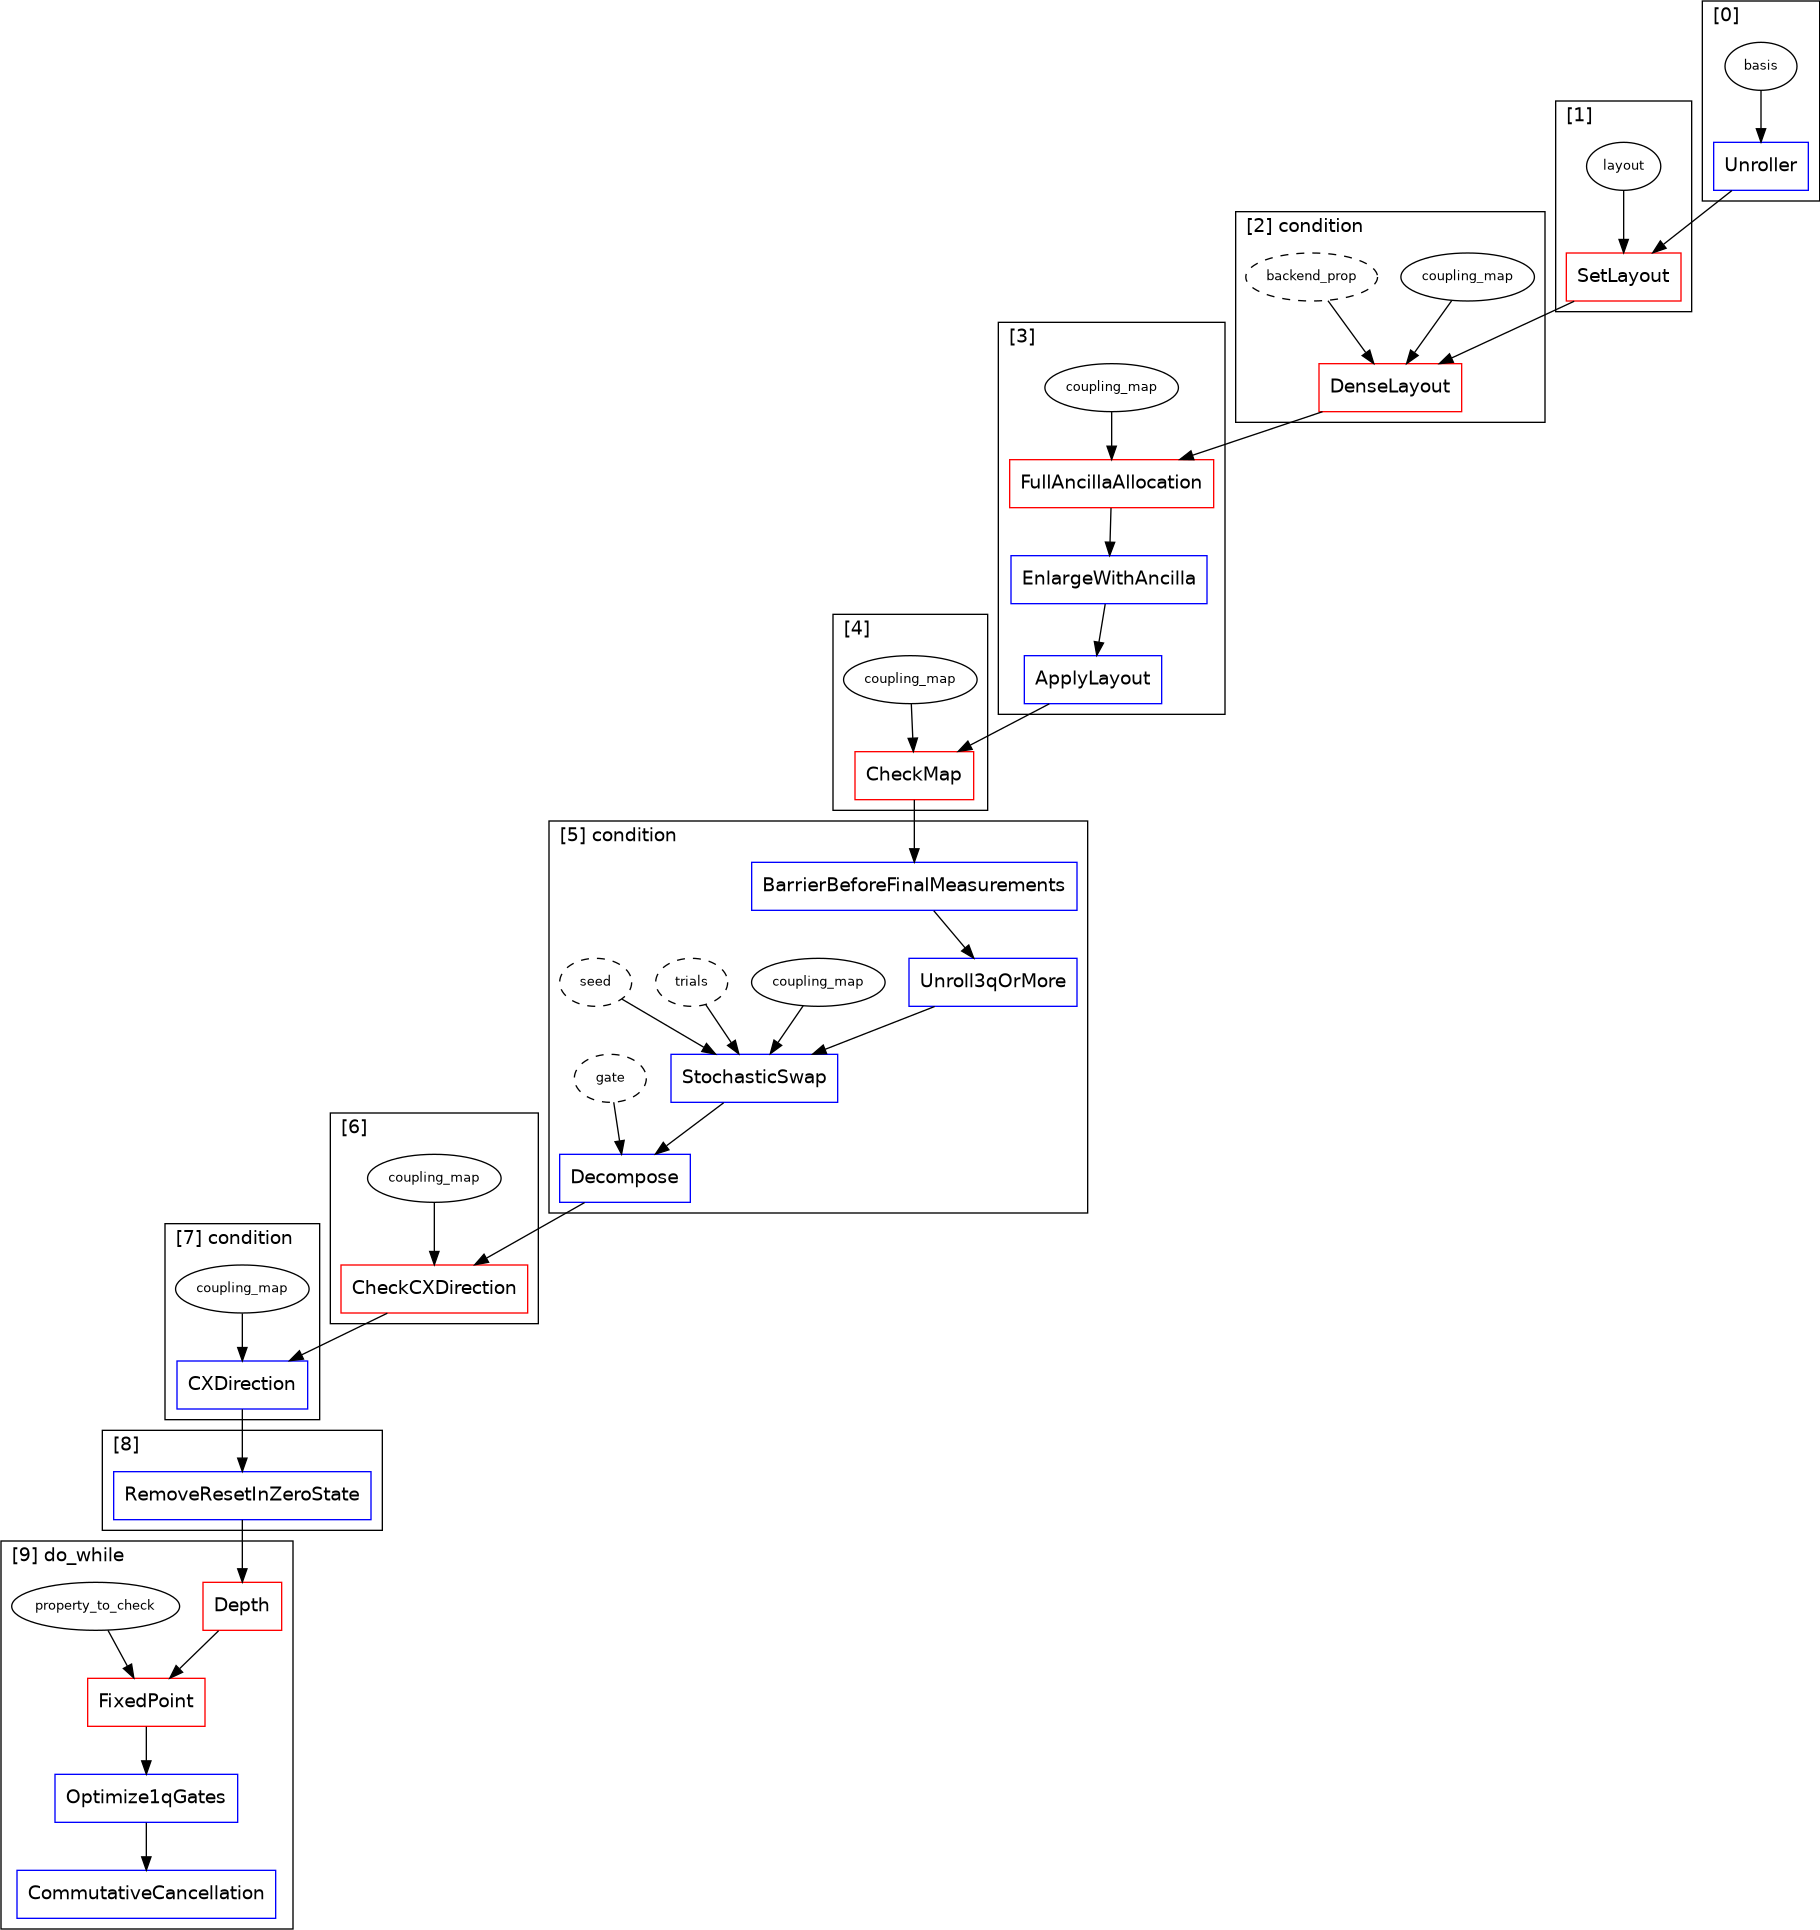 [0]
basis
Unroller
[1]
layout
SetLayout
[2] condition
backend_prop
coupling_map
DenseLayout
[3]
coupling_map
FullAncillaAllocation
EnlargeWithAncilla
ApplyLayout
[4]
coupling_map
CheckMap
[5] condition
BarrierBeforeFinalMeasurements
seed
trials
coupling_map
Unroll3qOrMore
gate
StochasticSwap
Decompose
[6]
coupling_map
CheckCXDirection
[7] condition
coupling_map
CXDirection
[8]
RemoveResetInZeroState
[9] do_while
property_to_check
Depth
FixedPoint
Optimize1qGates
CommutativeCancellation